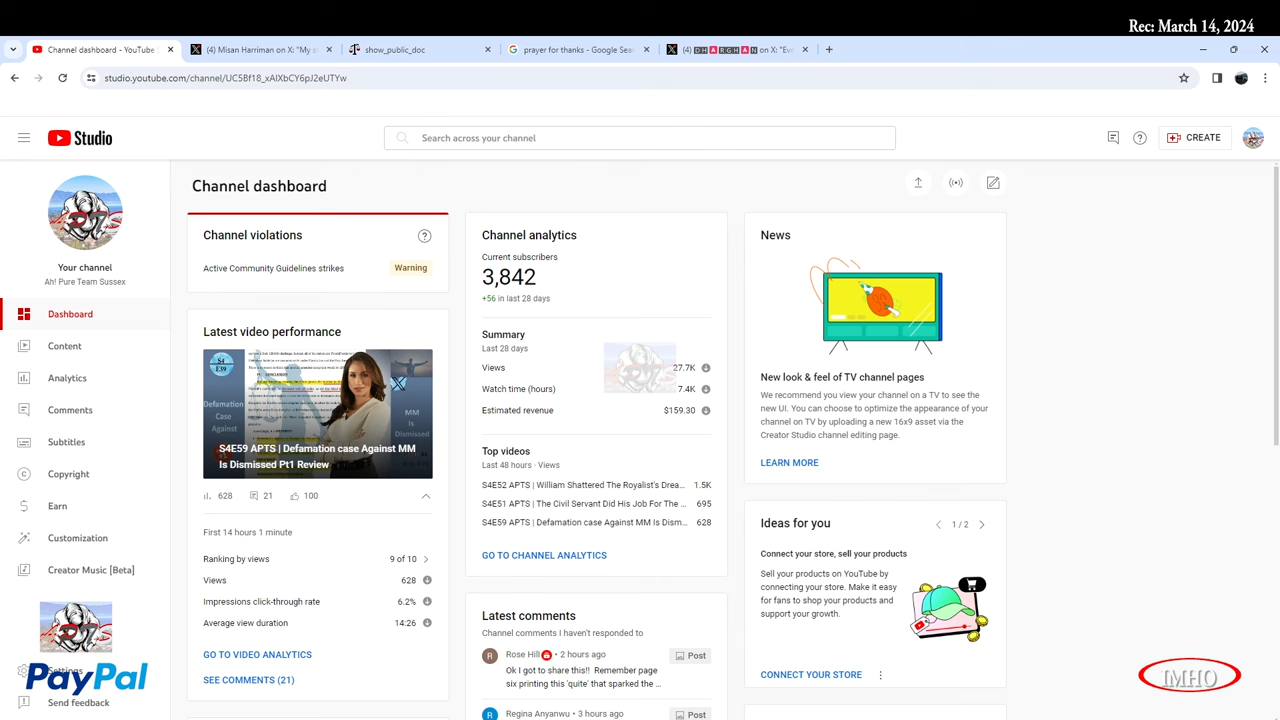 Rec: March 14, 2024
Channel dashboard - YouTube S
(4) Misan Harriman on X: "My s
show_public_doc
prayer for thanks - Google Sea
(4) DHARGHAN on X: "Eve
studio.youtube.com/channel/UC5Bf18_xAlXbCY6pJ2eUTYw
Studio
Search across your channel
CREATE
Your channel
Ah! Pure Team Sussex
Dashboard
Content
Analytics
Comments
Subtitles
Copyright
Earn
Customization
Creator Music [Beta]
Settings
PayPal
Send feedback
Channel dashboard
Channel violations
Active Community Guidelines strikes
Warning
Latest video performance
S4
E39
Defamation
Case
Against
MM
Is
Dismissed
S4E59 APTS | Defamation case Against MM
Is Dismissed Pt1 Review
628
21
100
First 14 hours 1 minute
Ranking by views
9 of 10
Views
628
Impressions click-through rate
6.2%
Average view duration
14:26
GO TO VIDEO ANALYTICS
SEE COMMENTS (21)
Channel analytics
Current subscribers
3,842
+56 in last 28 days
Summary
Last 28 days
Views
27.7K
Watch time (hours)
7.4K
Estimated revenue
$159.30
Top videos
Last 48 hours · Views
S4E52 APTS | William Shattered The Royalist's Drea...
1.5K
S4E51 APTS | The Civil Servant Did His Job For The ...
695
S4E59 APTS | Defamation case Against MM Is Dism...
628
GO TO CHANNEL ANALYTICS
Latest comments
Channel comments I haven't responded to
R
Rose Hill
• 2 hours ago
Post
Ok I got to share this!! Remember page
six printing this 'quite' that sparked the ...
R
Regina Anyanwu • 3 hours ago
Post
News
New look & feel of TV channel pages
We recommend you view your channel on a TV to see the
new UI. You can choose to optimize the appearance of your
channel on TV by uploading a new 16x9 asset via the
Creator Studio channel editing page.
LEARN MORE
Ideas for you
1 / 2
Connect your store, sell your products
Sell your products on YouTube by
connecting your store. Make it easy
for fans to shop your products and
support your growth.
CONNECT YOUR STORE
IMHO